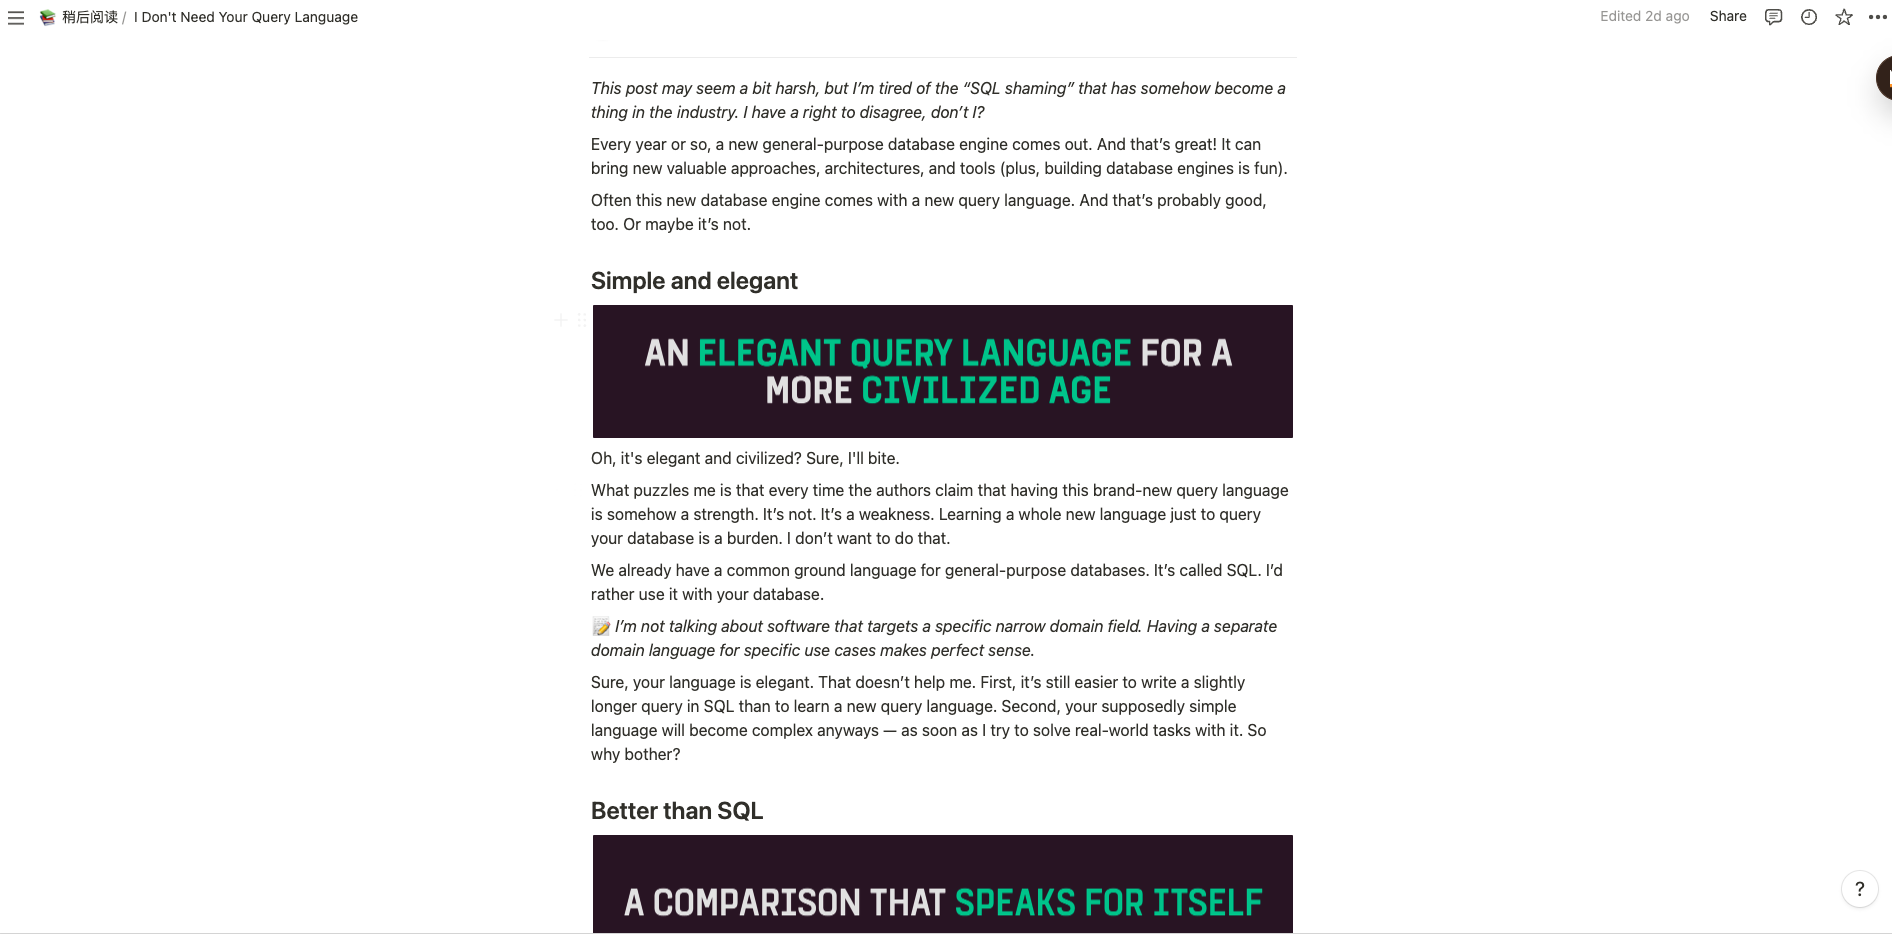 稍后阅读 / I Don't Need Your Query Language
Edited 2d ago
Share
This post may seem a bit harsh, but I’m tired of the “SQL shaming” that has somehow become a
thing in the industry. I have a right to disagree, don’t I?
Every year or so, a new general-purpose database engine comes out. And that’s great! It can
bring new valuable approaches, architectures, and tools (plus, building database engines is fun).
Often this new database engine comes with a new query language. And that’s probably good,
too. Or maybe it’s not.
Simple and elegant
AN ELEGANT QUERY LANGUAGE FOR A
MORE CIVILIZED AGE
Oh, it's elegant and civilized? Sure, I'll bite.
What puzzles me is that every time the authors claim that having this brand-new query language
is somehow a strength. It’s not. It’s a weakness. Learning a whole new language just to query
your database is a burden. I don’t want to do that.
We already have a common ground language for general-purpose databases. It’s called SQL. I’d
rather use it with your database.
📝 I’m not talking about software that targets a specific narrow domain field. Having a separate
domain language for specific use cases makes perfect sense.
Sure, your language is elegant. That doesn’t help me. First, it’s still easier to write a slightly
longer query in SQL than to learn a new query language. Second, your supposedly simple
language will become complex anyways — as soon as I try to solve real-world tasks with it. So
why bother?
Better than SQL
A COMPARISON THAT SPEAKS FOR ITSELF
?